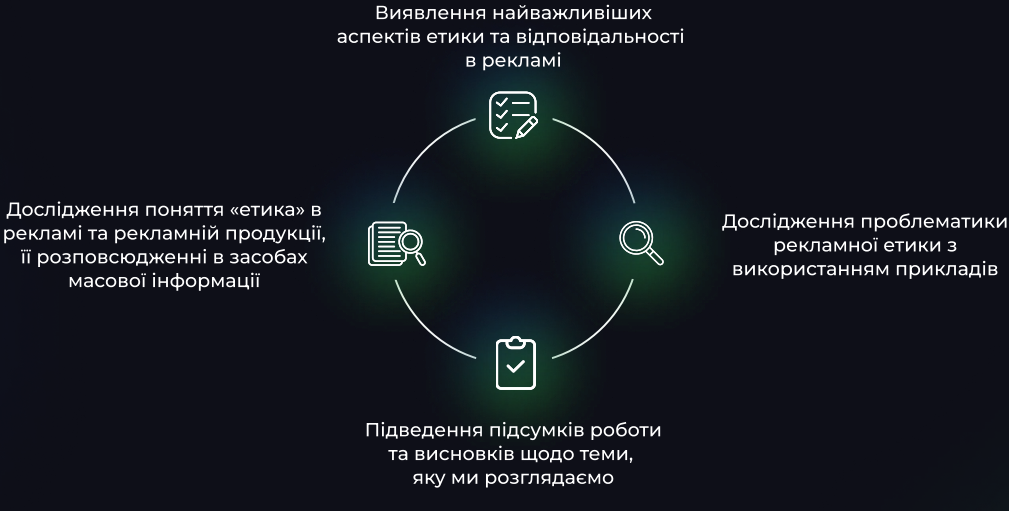 Виявлення найважливіших
аспектів етики та відповідальності
в рекламі
Дослідження поняття «етика» в
рекламі та рекламній продукції,
її розповсюдженні в засобах
масової інформації
Дослідження проблематики
рекламної етики з
використанням прикладів
Підведення підсумків роботи
та висновків щодо теми,
яку ми розглядаємо